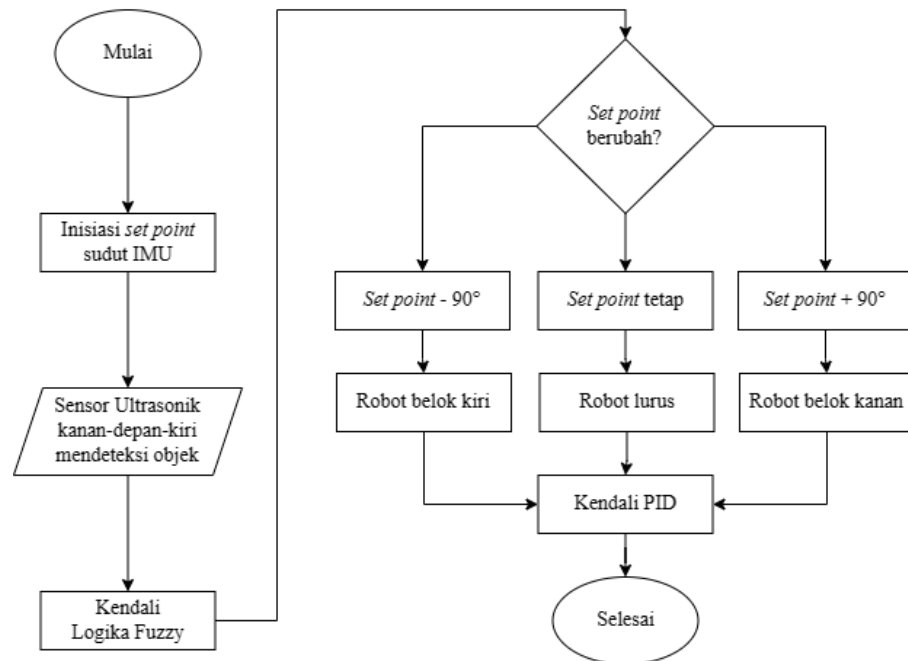 Mulai
Inisiasi set point
sudut IMU
Sensor Ultrasonik
kanan-depan-kiri
mendeteksi objek
Kendali
Logika Fuzzy
Set point
berubah?
Set point - 90°
Set point tetap
Set point + 90°
Robot belok kiri
Robot lurus
Robot belok kanan
Kendali PID
Selesai